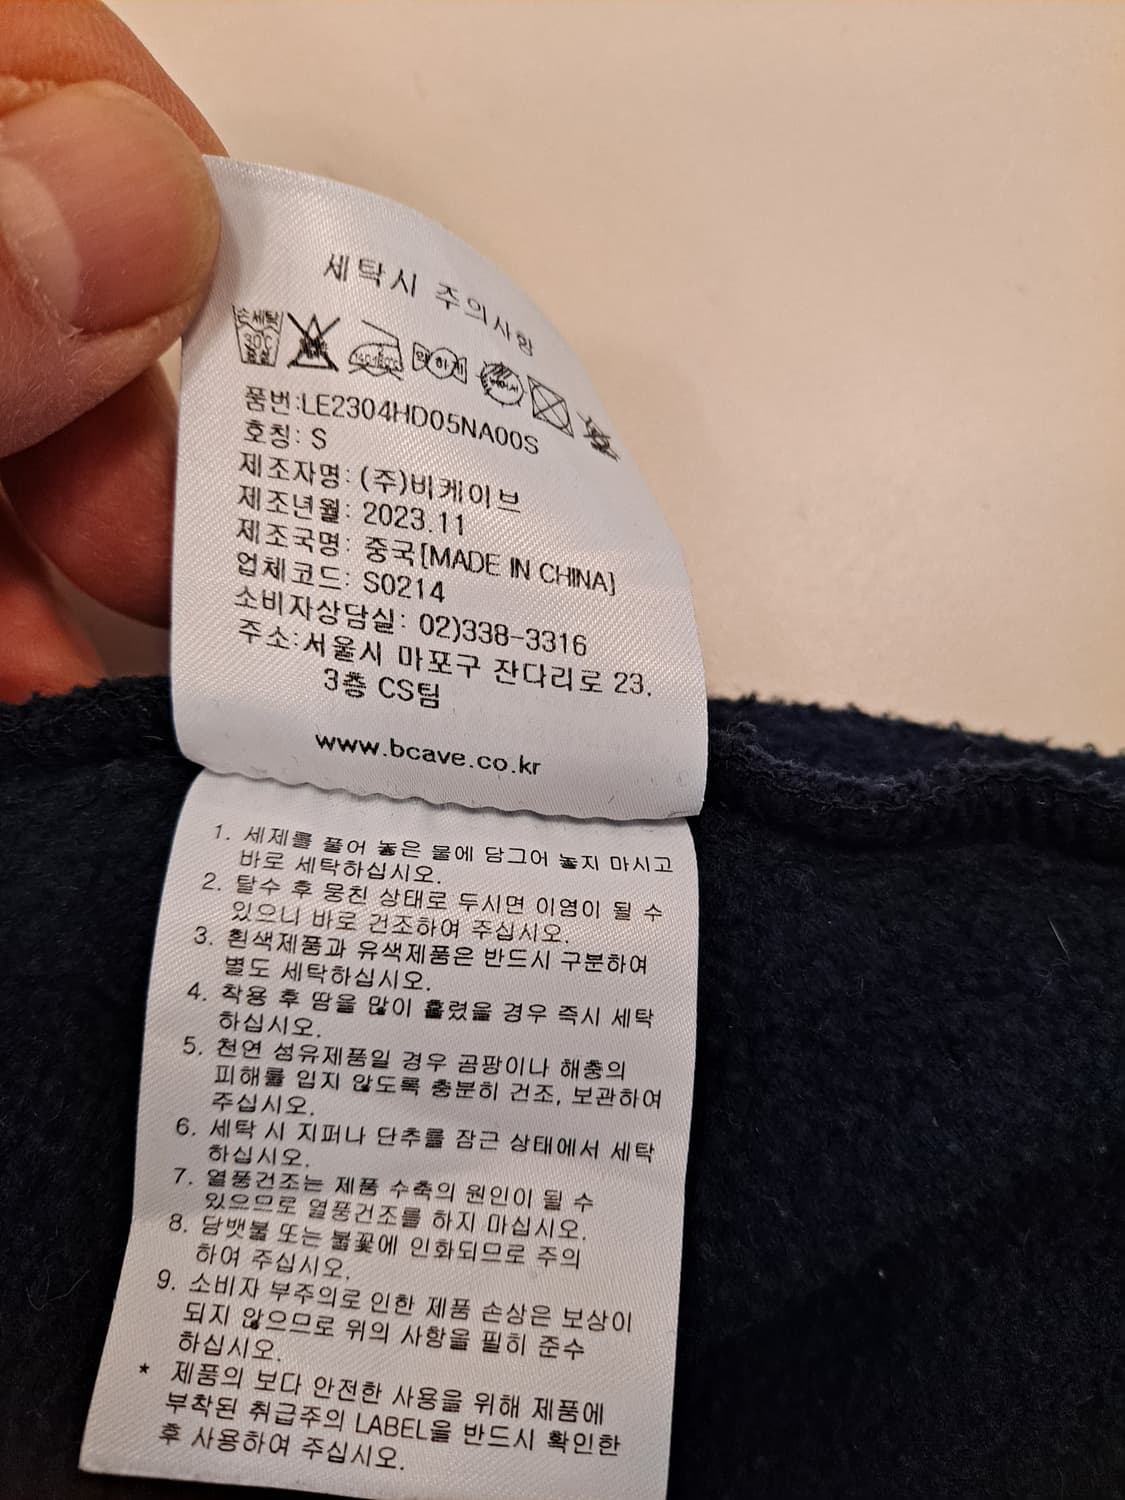 세탁시 주의사항
손세탁 약하게
30℃
중성 140-160℃ 뉘어서
품번:LE2304HD05NA00S
호칭: S
제조자명: (주)비케이브
제조년월: 2023.11
제조국명: 중국[MADE IN CHINA]
업체코드: S0214
소비자상담실: 02)338-3316
주소:서울시 마포구 잔다리로 23.
3층 CS팀
www.bcave.co.kr
1. 세제를 풀어 놓은 물에 담그어 놓지 마시고
바로 세탁하십시오.
2. 탈수 후 뭉친 상태로 두시면 이염이 될 수
있으니 바로 건조하여 주십시오.
3. 흰색제품과 유색제품은 반드시 구분하여
별도 세탁하십시오.
4. 착용 후 땀을 많이 흘렸을 경우 즉시 세탁
하십시오.
5. 천연 섬유제품일 경우 곰팡이나 해충의
피해를 입지 않도록 충분히 건조, 보관하여
주십시오.
6. 세탁 시 지퍼나 단추를 잠근 상태에서 세탁
하십시오.
7. 열풍건조는 제품 수축의 원인이 될 수
있으므로 열풍건조를 하지 마십시오.
8. 담뱃불 또는 불꽃에 인화되므로 주의
하여 주십시오.
9. 소비자 부주의로 인한 제품 손상은 보상이
되지 않으므로 위의 사항을 필히 준수
하십시오.
* 제품의 보다 안전한 사용을 위해 제품에
부착된 취급주의 LABEL을 반드시 확인한
후 사용하여 주십시오.